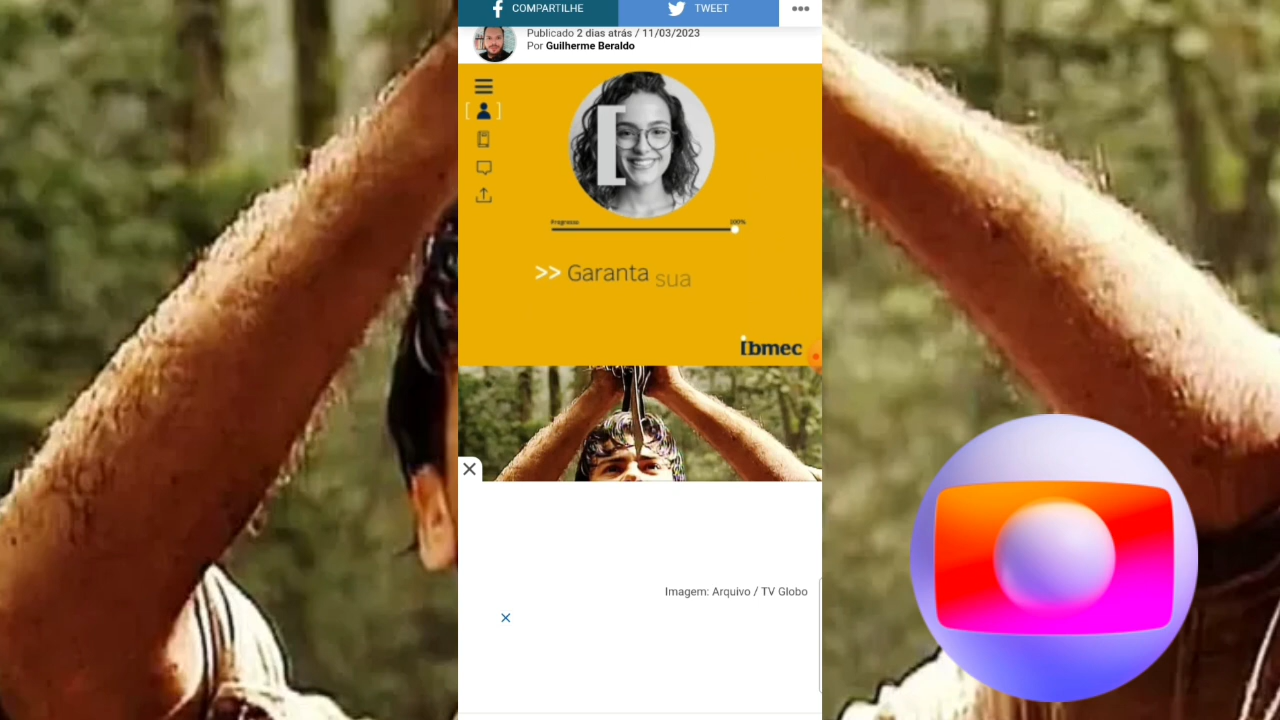 COMPARTILHE
TWEET
Publicado 2 dias atrás / 11/03/2023
Por Guilherme Beraldo
Progresso
100%
>> Garanta sua
Ibmec
Imagem: Arquivo / TV Globo